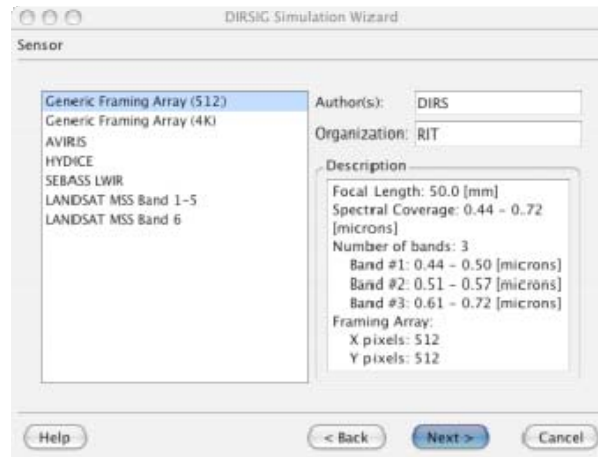 DIRSIG Simulation Wizard
Sensor
Generic Framing Array (512)
Generic Framing Array (4K)
AVIRIS
HYDICE
SEBASS LWIR
LANDSAT MSS Band 1-5
LANDSAT MSS Band 6
Author(s): DIRS
Organization: RIT
Description
Focal Length: 50.0 [mm]
Spectral Coverage: 0.44 - 0.72
[microns]
Number of bands: 3
Band #1: 0.44 - 0.50 [microns]
Band #2: 0.51 - 0.57 [microns]
Band #3: 0.61 - 0.72 [microns]
Framing Array:
X pixels: 512
Y pixels: 512
Help
< Back
Next >
Cancel